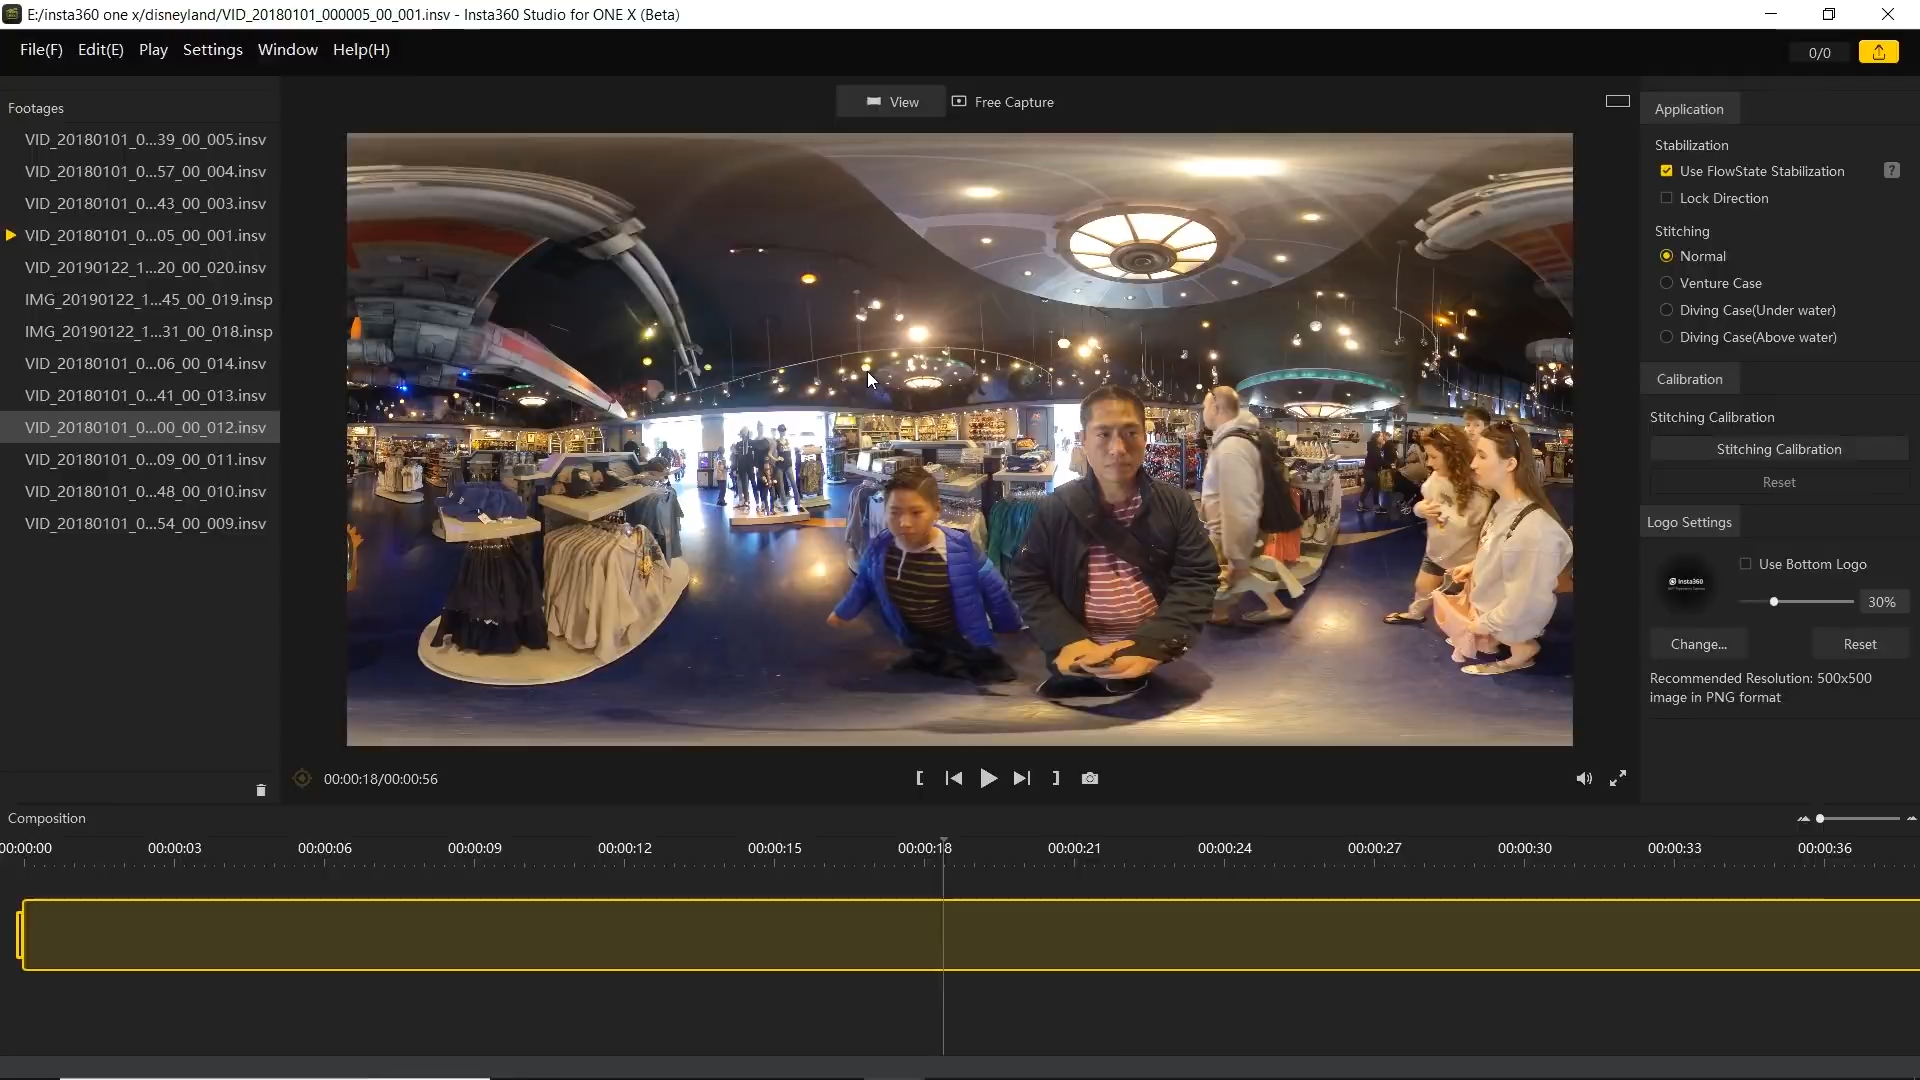 E:/insta360 one x/disneyland/VID_20180101_000005_00_001.insv - Insta360 Studio for ONE X (Beta)
File(F) Edit(E) Play Settings Window Help(H)
0/0
Footages
VID_20180101_0...39_00_005.insv
VID_20180101_0...57_00_004.insv
VID_20180101_0...43_00_003.insv
VID_20180101_0...05_00_001.insv
VID_20190122_1...20_00_020.insv
IMG_20190122_1...45_00_019.insp
IMG_20190122_1...31_00_018.insp
VID_20180101_0...06_00_014.insv
VID_20180101_0...41_00_013.insv
VID_20180101_0...00_00_012.insv
VID_20180101_0...09_00_011.insv
VID_20180101_0...48_00_010.insv
VID_20180101_0...54_00_009.insv
View Free Capture
00:00:18/00:00:56
Application
Stabilization
Use FlowState Stabilization ?
Lock Direction
Stitching
Normal
Venture Case
Diving Case(Under water)
Diving Case(Above water)
Calibration
Stitching Calibration
Stitching Calibration
Reset
Logo Settings
Insta360
Use Bottom Logo
30%
Change... Reset
Recommended Resolution: 500x500
image in PNG format
Composition
00:00:00 00:00:03 00:00:06 00:00:09 00:00:12 00:00:15 00:00:18 00:00:21 00:00:24 00:00:27 00:00:30 00:00:33 00:00:36